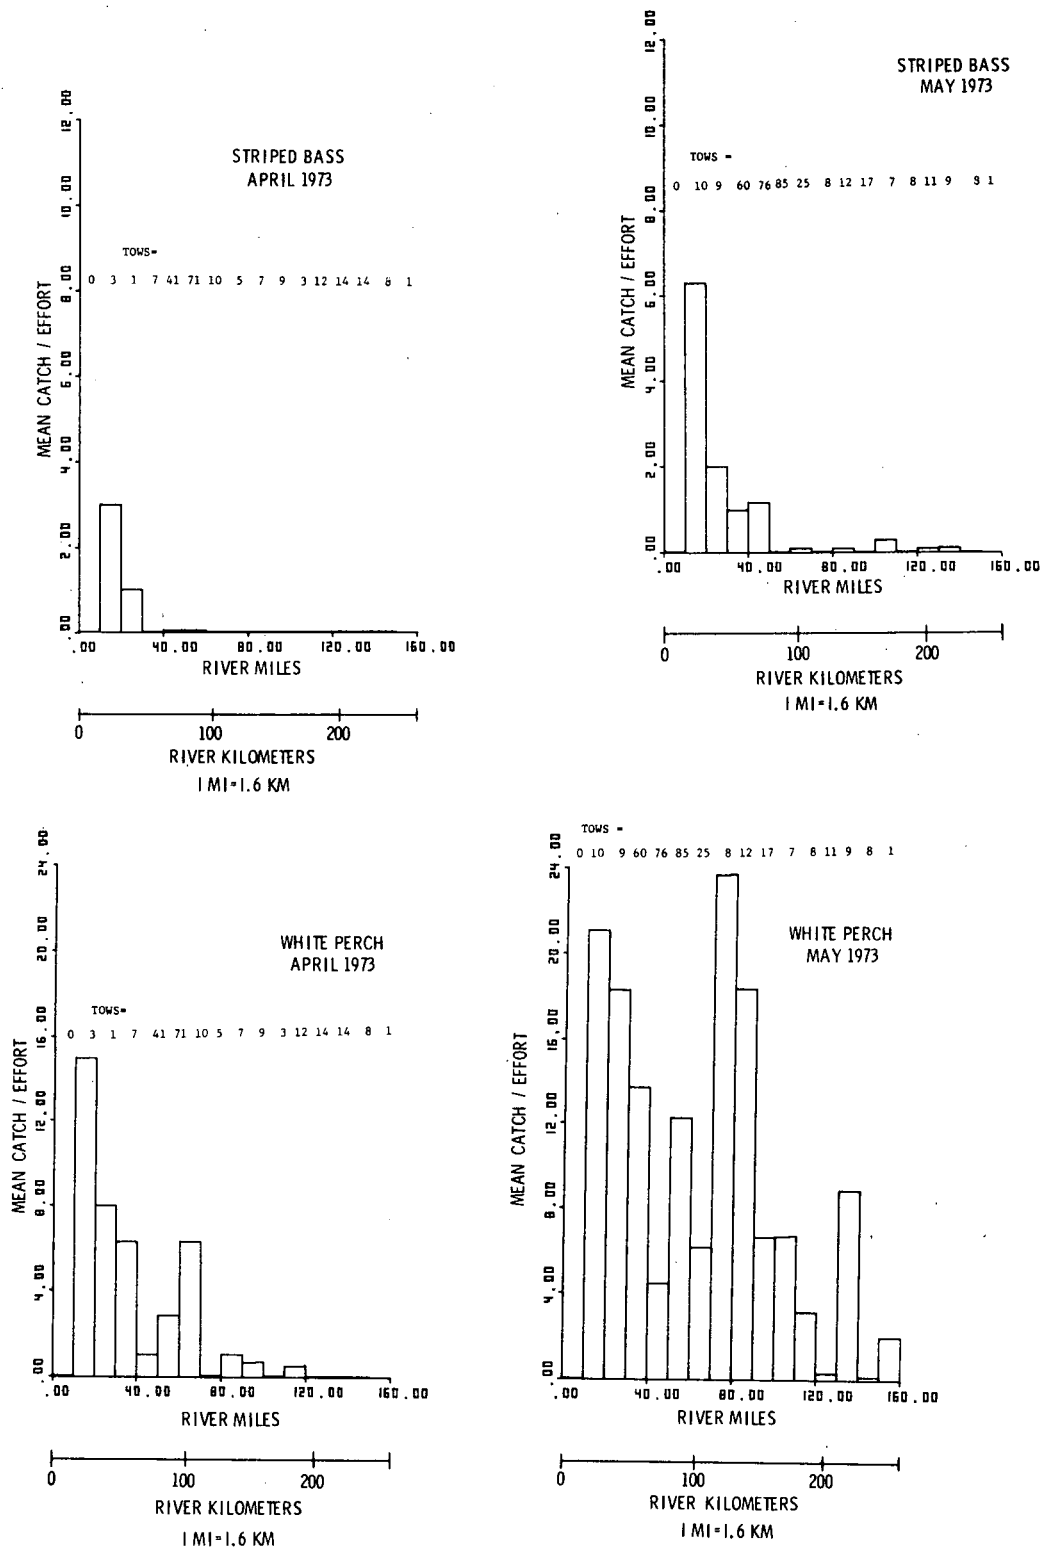 STRIPED BASS
APRIL 1973
TOWS=
0 3 1 7 41 71 10 5 7 9 3 12 14 14 8 1
MEAN CATCH / EFFORT
12.00
10.00
8.00
6.00
4.00
2.00
.00
.00 40.00 80.00 120.00 160.00
RIVER MILES
0 100 200
RIVER KILOMETERS
1 MI=1.6 KM
STRIPED BASS
MAY 1973
TOWS =
0 10 9 60 76 85 25 8 12 17 7 8 11 9 8 1
MEAN CATCH / EFFORT
12.00
10.00
8.00
6.00
4.00
2.00
.00
.00 40.00 80.00 120.00 160.00
RIVER MILES
0 100 200
RIVER KILOMETERS
1 MI=1.6 KM
WHITE PERCH
APRIL 1973
TOWS=
0 3 1 7 41 71 10 5 7 9 3 12 14 14 8 1
MEAN CATCH / EFFORT
24.00
20.00
16.00
12.00
8.00
4.00
.00
.00 40.00 80.00 120.00 160.00
RIVER MILES
0 100 200
RIVER KILOMETERS
1 MI=1.6 KM
TOWS =
0 10 9 60 76 85 25 8 12 17 7 8 11 9 8 1
WHITE PERCH
MAY 1973
MEAN CATCH / EFFORT
24.00
20.00
16.00
12.00
8.00
4.00
.00
.00 40.00 80.00 120.00 160.00
RIVER MILES
0 100 200
RIVER KILOMETERS
1 MI=1.6 KM